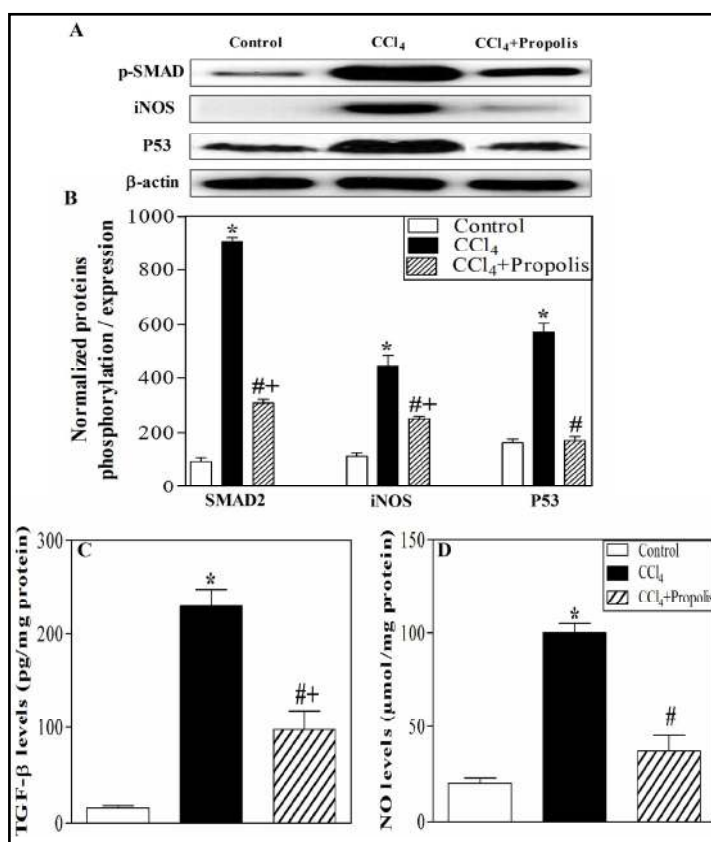 A
Control CCl₄ CCl₄+Propolis
p-SMAD
iNOS
P53
β-actin
B
Normalized proteins
phosphorylation / expression
1000
800
600
400
200
0
Control
CCl₄
CCl₄+Propolis
*
#+
*
#+
*
#
SMAD2 iNOS P53
C
TGF-β levels (pg/mg protein)
300
200
100
0
*
#+
D
NO levels (μmol/mg protein)
150
100
50
0
Control
CCl₄
CCl₄+Propolis
*
#